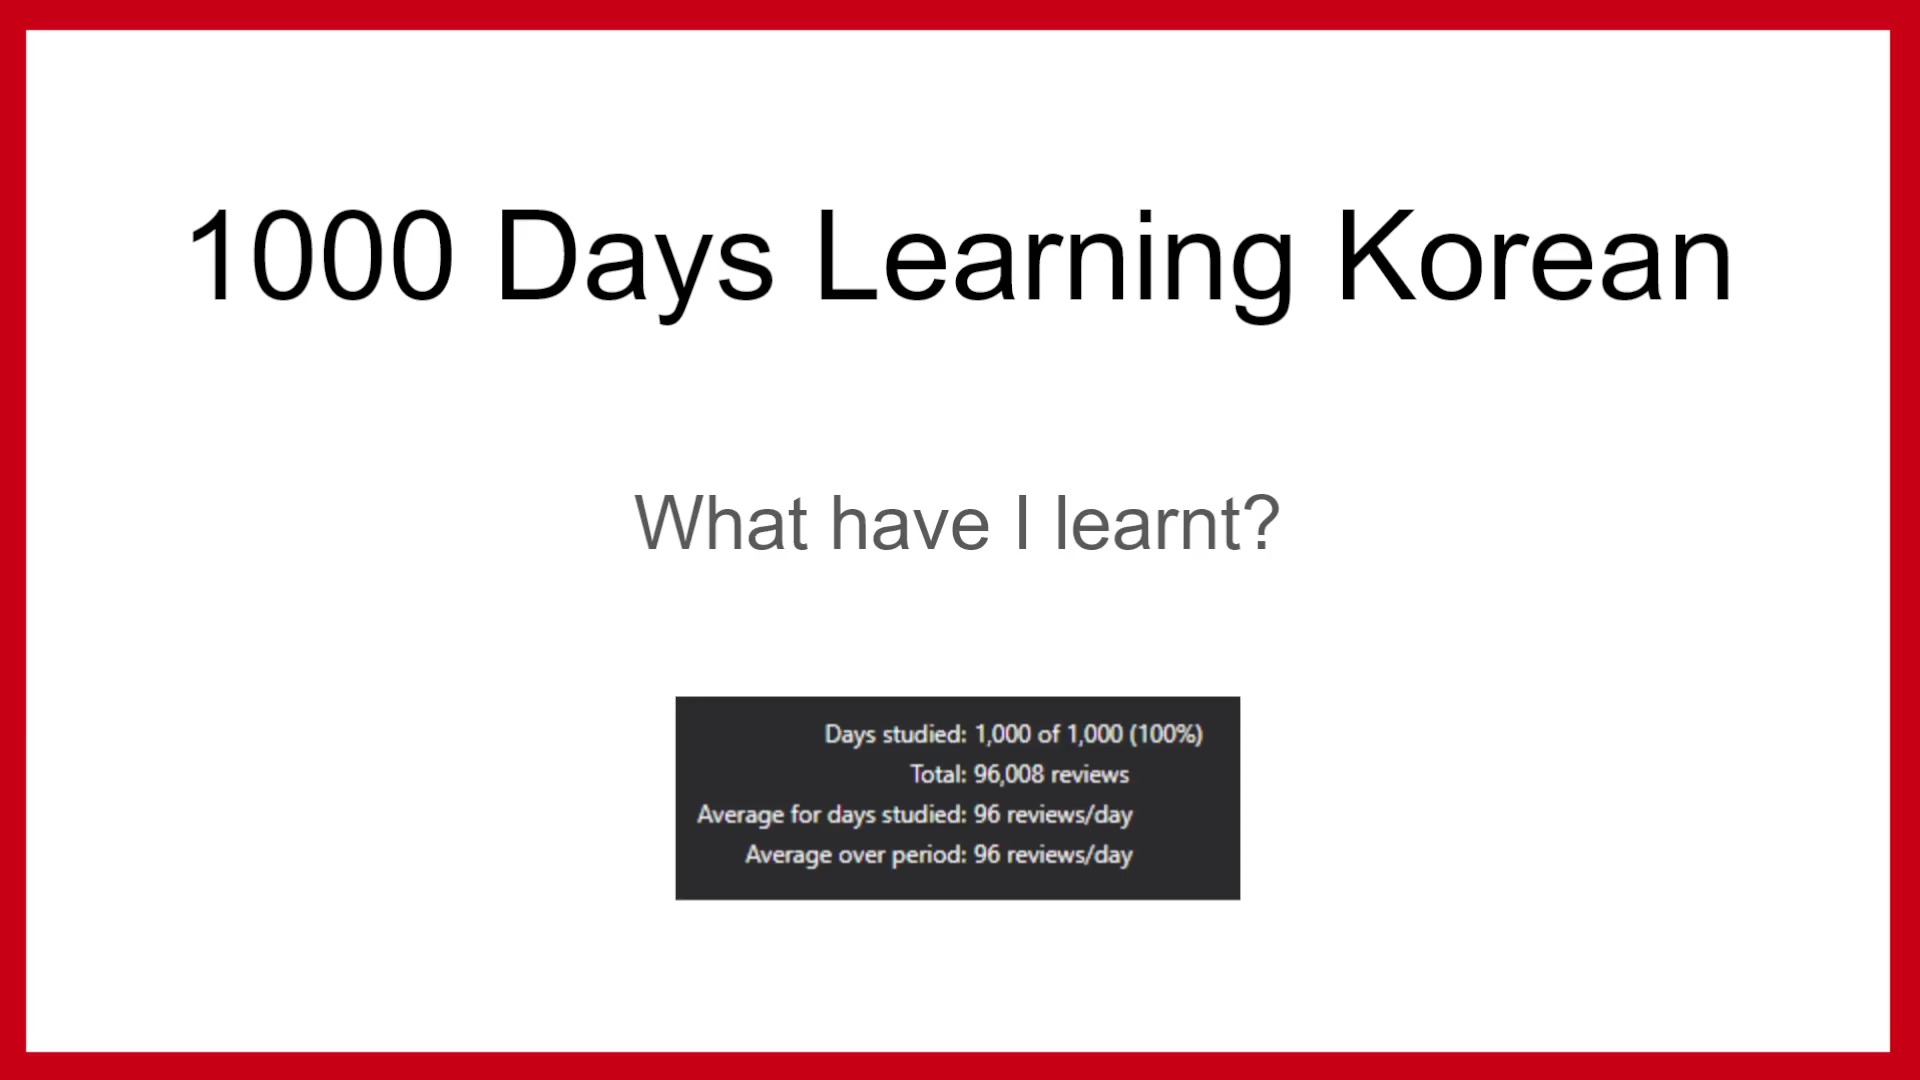 1000 Days Learning Korean
What have I learnt?
Days studied: 1,000 of 1,000 (100%)
Total: 96,008 reviews
Average for days studied: 96 reviews/day
Average over period: 96 reviews/day